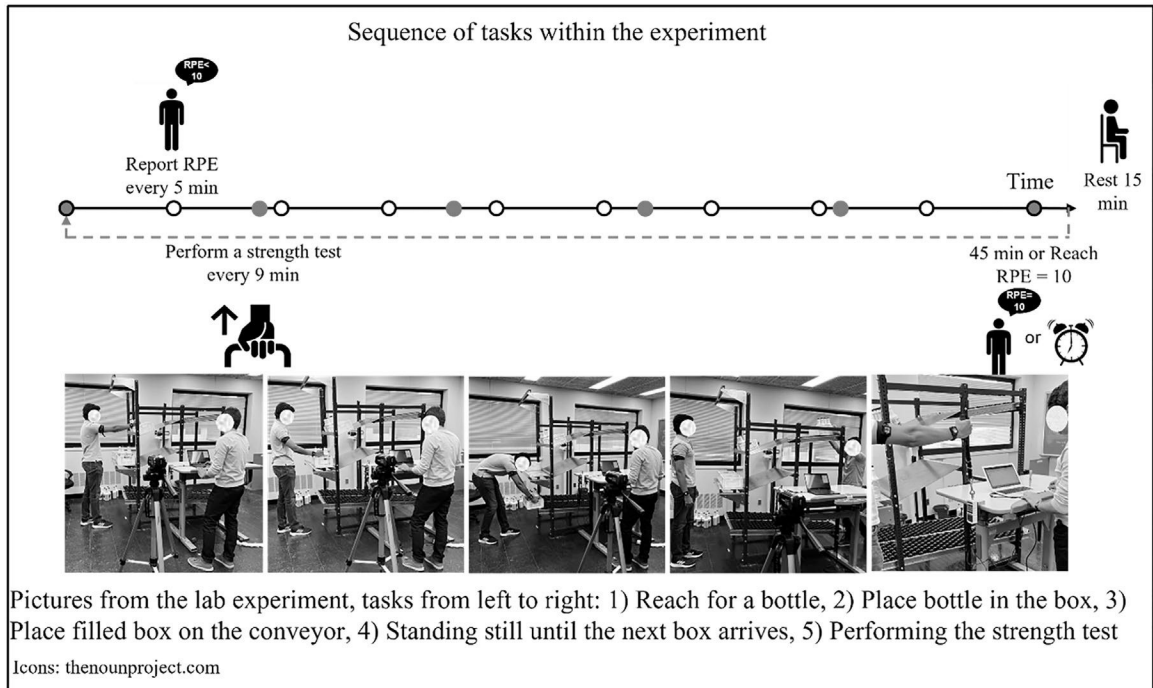 Sequence of tasks within the experiment
RPE<
10
Report RPE
every 5 min
Time
Rest 15
min
Perform a strength test
every 9 min
45 min or Reach
RPE = 10
RPE=
10
or
Pictures from the lab experiment, tasks from left to right: 1) Reach for a bottle, 2) Place bottle in the box, 3)
Place filled box on the conveyor, 4) Standing still until the next box arrives, 5) Performing the strength test
Icons: thenounproject.com